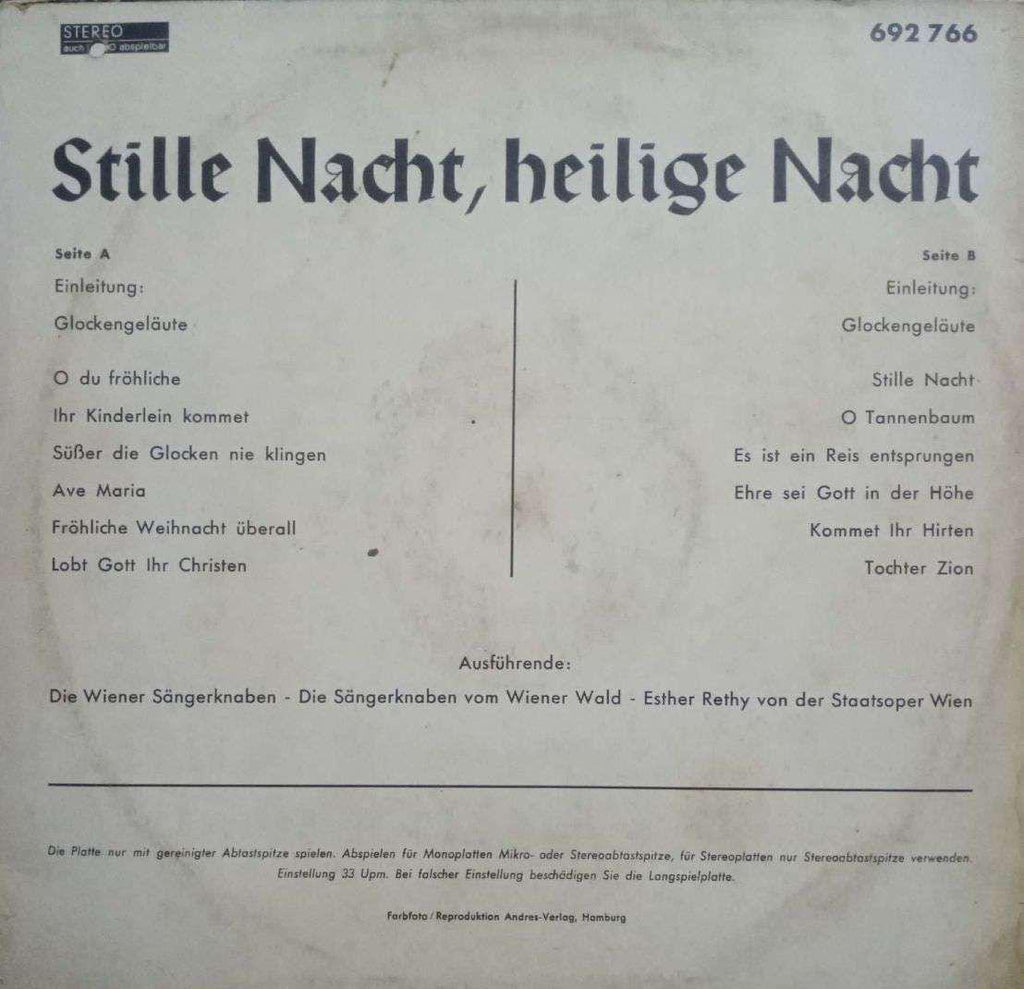 STEREO
auch abspielbar
692 766
Stille Nacht, heilige Nacht
Seite A
Einleitung:
Glockengeläute
O du fröhliche
Ihr Kinderlein kommet
Süßer die Glocken nie klingen
Ave Maria
Fröhliche Weihnacht überall
Lobt Gott Ihr Christen
Seite B
Einleitung:
Glockengeläute
Stille Nacht
O Tannenbaum
Es ist ein Reis entsprungen
Ehre sei Gott in der Höhe
Kommet Ihr Hirten
Tochter Zion
Ausführende:
Die Wiener Sängerknaben - Die Sängerknaben vom Wiener Wald - Esther Rethy von der Staatsoper Wien
Die Platte nur mit gereinigter Abtastspitze spielen. Abspielen für Monoplatten Mikro- oder Stereoabtastspitze, für Stereoplatten nur Stereoabtastspitze verwenden.
Einstellung 33 Upm. Bei falscher Einstellung beschädigen Sie die Langspielplatte.
Farbfoto / Reproduktion Andres-Verlag, Hamburg